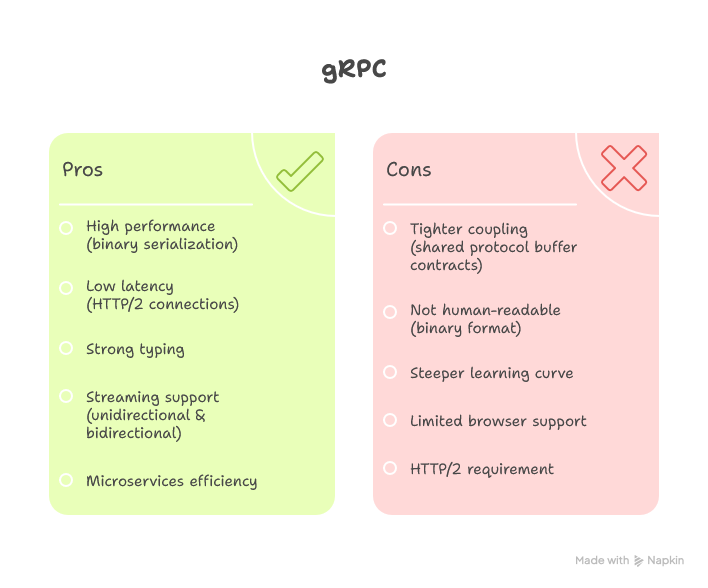 gRPC
Pros
High performance
(binary serialization)
Low latency
(HTTP/2 connections)
Strong typing
Streaming support
(unidirectional &
bidirectional)
Microservices efficiency
Cons
Tighter coupling
(shared protocol buffer
contracts)
Not human-readable
(binary format)
Steeper learning curve
Limited browser support
HTTP/2 requirement
Made with Napkin